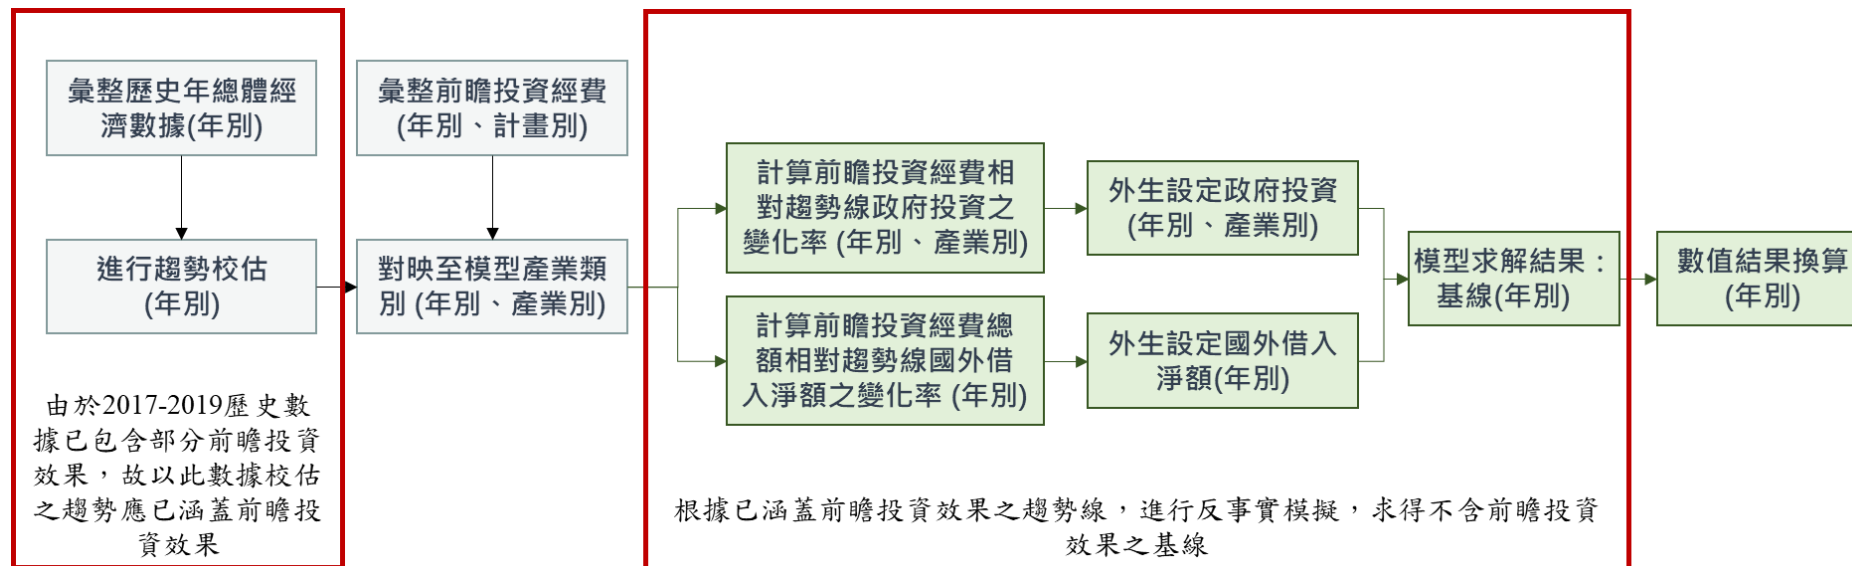 彙整歷史年總體經
濟數據(年別)
進行趨勢校估
(年別)
由於2017-2019歷史數
據已包含部分前瞻投資
效果，故以此數據校估
之趨勢應已涵蓋前瞻投
資效果
彙整前瞻投資經費
(年別、計畫別)
對映至模型產業類
別 (年別、產業別)
計算前瞻投資經費相
對趨勢線政府投資之
變化率 (年別、產業別)
計算前瞻投資經費總
額相對趨勢線國外借
入淨額之變化率 (年別)
外生設定政府投資
(年別、產業別)
外生設定國外借入
淨額(年別)
模型求解結果：
基線(年別)
根據已涵蓋前瞻投資效果之趨勢線，進行反事實模擬，求得不含前瞻投資
效果之基線
數值結果換算
(年別)